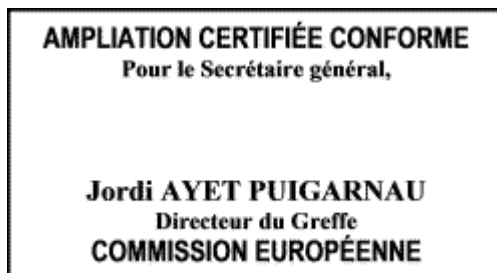 AMPLIATION CERTIFIÉE CONFORME
Pour le Secrétaire général,
Jordi AYET PUIGARNAU
Directeur du Greffe
COMMISSION EUROPÉENNE